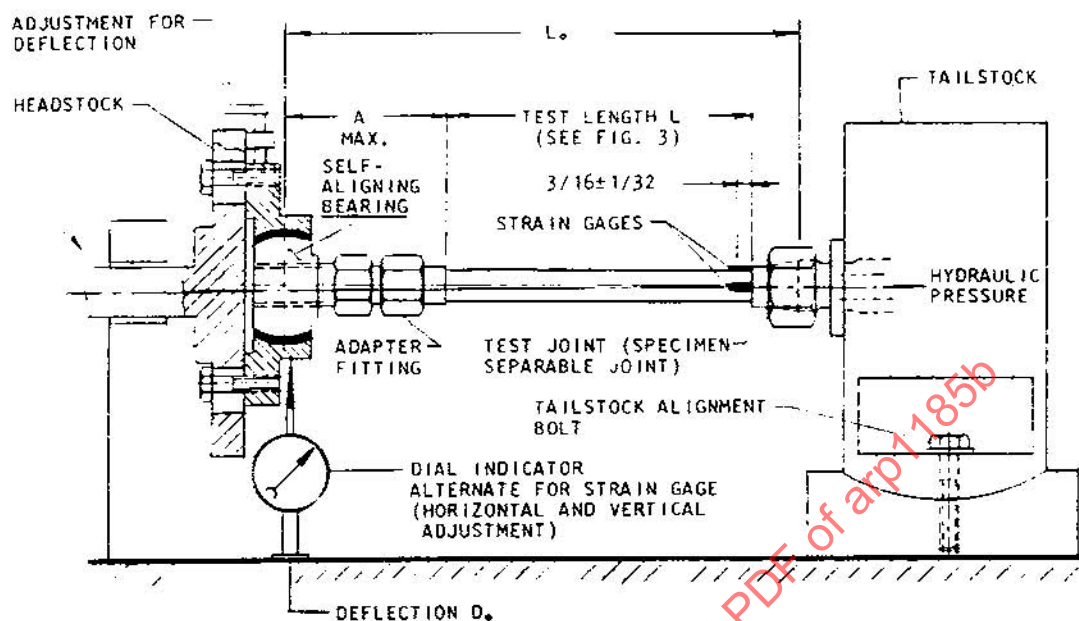 ADJUSTMENT FOR
DEFLECTION
L₀
TAILSTOCK
HEADSTOCK
A
MAX.
TEST LENGTH L
(SEE FIG. 3)
SELF-
ALIGNING
BEARING
3/16±1/32
STRAIN GAGES
HYDRAULIC
PRESSURE
ADAPTER
FITTING
TEST JOINT (SPECIMEN-
SEPARABLE JOINT)
TAILSTOCK ALIGNMENT
BOLT
DIAL INDICATOR
ALTERNATE FOR STRAIN GAGE
(HORIZONTAL AND VERTICAL
ADJUSTMENT)
DEFLECTION D₀
PDF of arp1185b